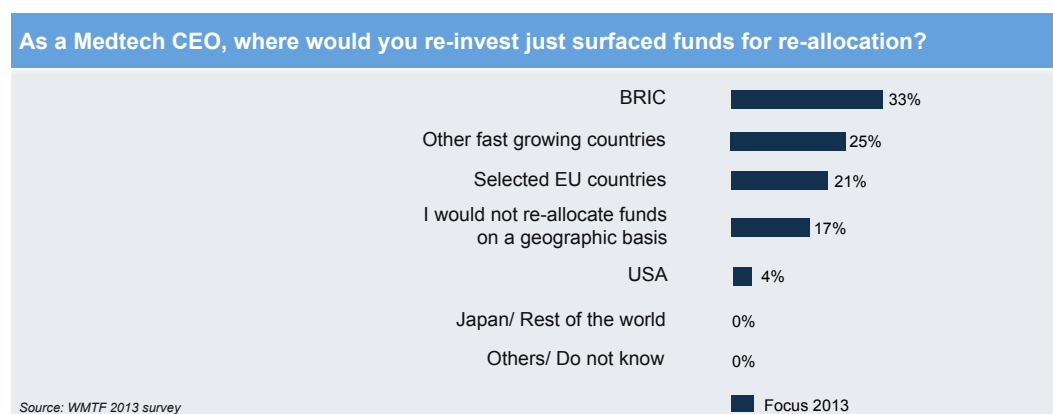 As a Medtech CEO, where would you re-invest just surfaced funds for re-allocation?
BRIC 33%
Other fast growing countries 25%
Selected EU countries 21%
I would not re-allocate funds
on a geographic basis 17%
USA 4%
Japan/ Rest of the world 0%
Others/ Do not know 0%
Source: WMTF 2013 survey Focus 2013